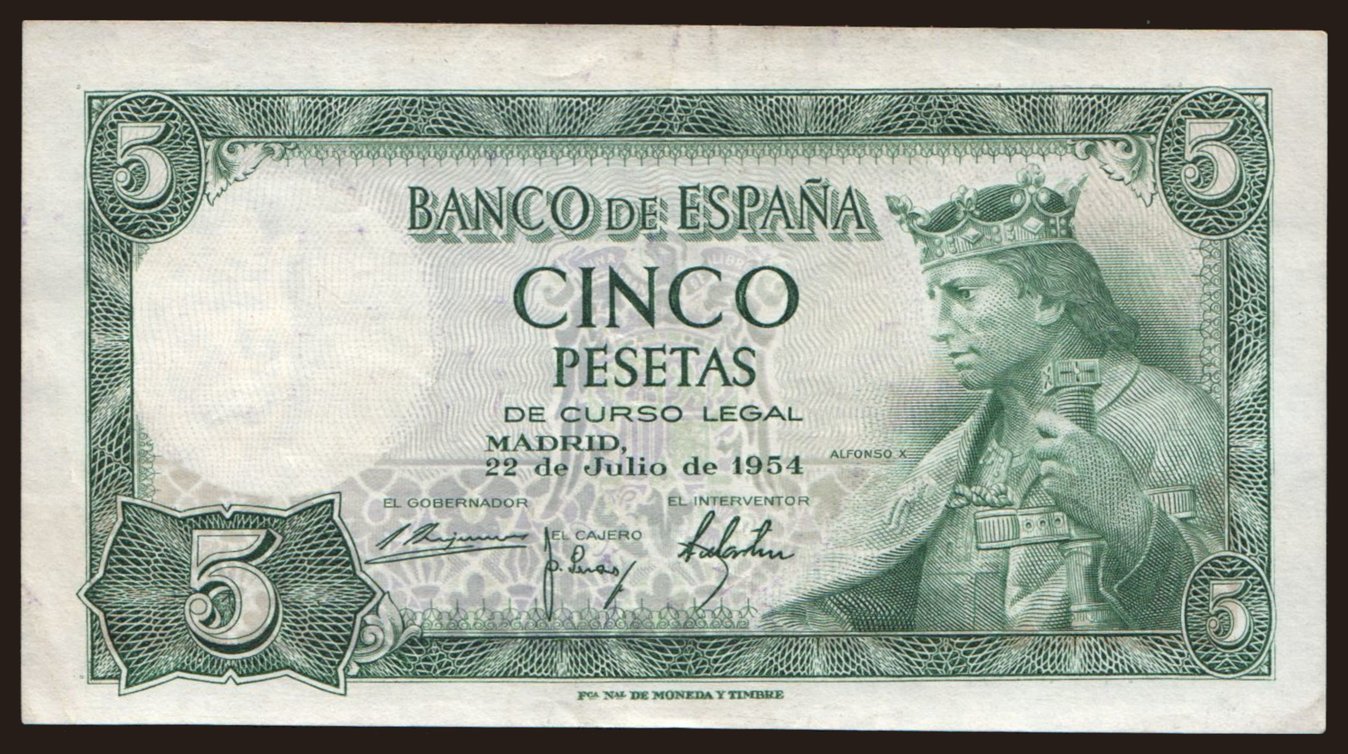 5
5
BANCO DE ESPAÑA
CINCO
PESETAS
DE CURSO LEGAL
MADRID,
22 de Julio de 1954
ALFONSO X
EL GOBERNADOR
EL INTERVENTOR
EL CAJERO
5
5
FCA NAL DE MONEDA Y TIMBRE